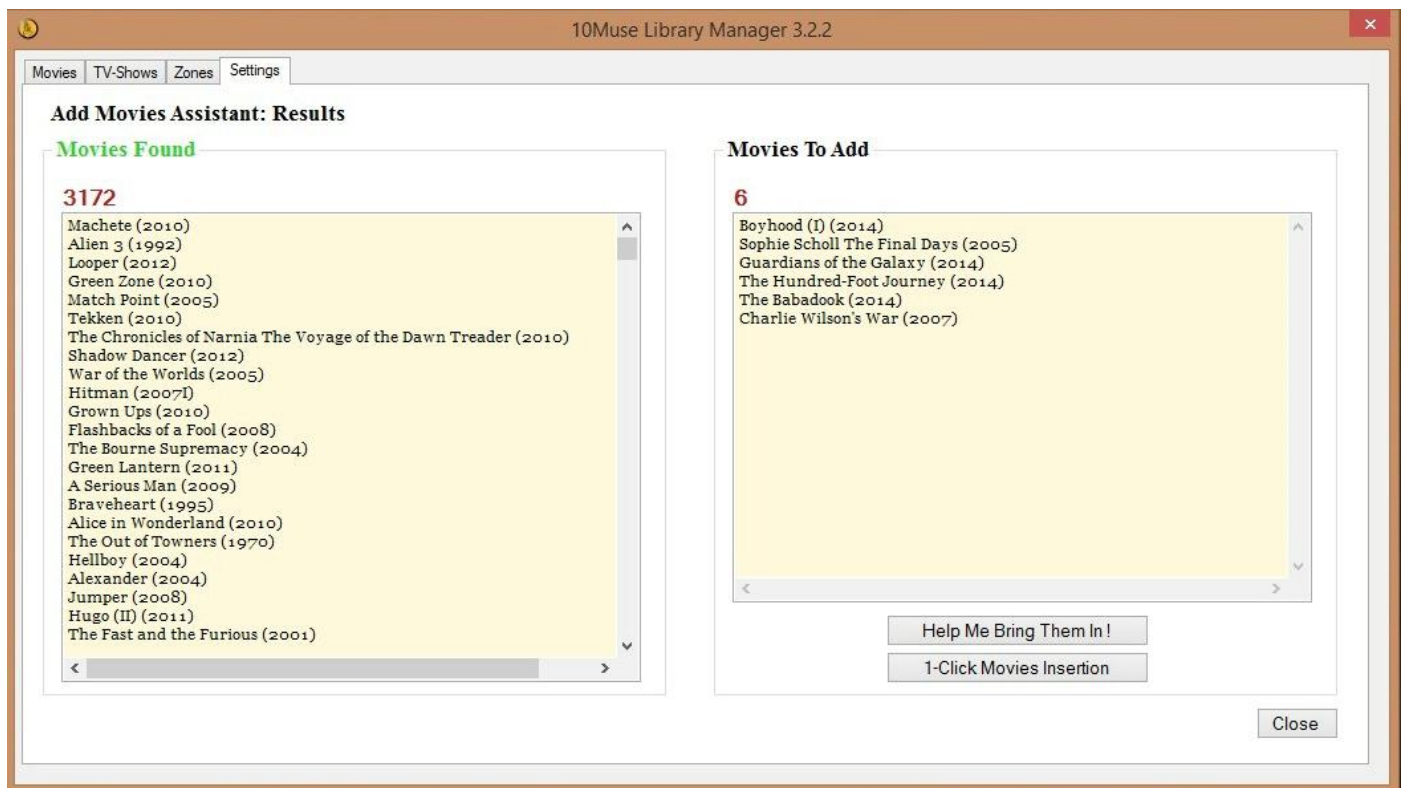 10Muse Library Manager 3.2.2
Movies TV-Shows Zones Settings
Add Movies Assistant: Results
Movies Found
3172
Machete (2010)
Alien 3 (1992)
Looper (2012)
Green Zone (2010)
Match Point (2005)
Tekken (2010)
The Chronicles of Narnia The Voyage of the Dawn Treader (2010)
Shadow Dancer (2012)
War of the Worlds (2005)
Hitman (2007I)
Grown Ups (2010)
Flashbacks of a Fool (2008)
The Bourne Supremacy (2004)
Green Lantern (2011)
A Serious Man (2009)
Braveheart (1995)
Alice in Wonderland (2010)
The Out of Towners (1970)
Hellboy (2004)
Alexander (2004)
Jumper (2008)
Hugo (II) (2011)
The Fast and the Furious (2001)
Movies To Add
6
Boyhood (I) (2014)
Sophie Scholl The Final Days (2005)
Guardians of the Galaxy (2014)
The Hundred-Foot Journey (2014)
The Babadook (2014)
Charlie Wilson's War (2007)
Help Me Bring Them In !
1-Click Movies Insertion
Close